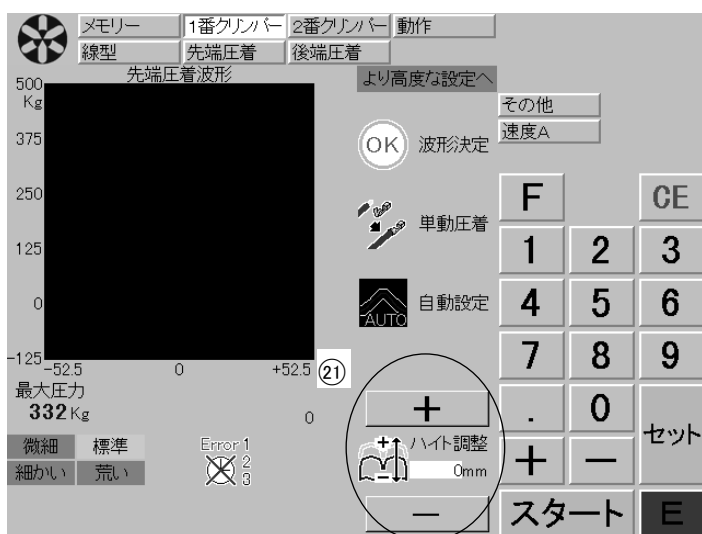 メモリー
1番クリンパー
2番クリンパー
動作
線型
先端圧着
後端圧着
先端圧着波形
より高度な設定へ
500
Kg
375
250
125
0
-125
-52.5
0
+52.5
㉑
その他
速度A
OK
波形決定
単動圧着
AUTO
自動設定
F
CE
1
2
3
4
5
6
7
8
9
.
0
セット
+
-
スタート
E
最大圧力
332Kg
0
微細
標準
細かい
荒い
Error 1
2
3
+
ハイト調整
0mm
-